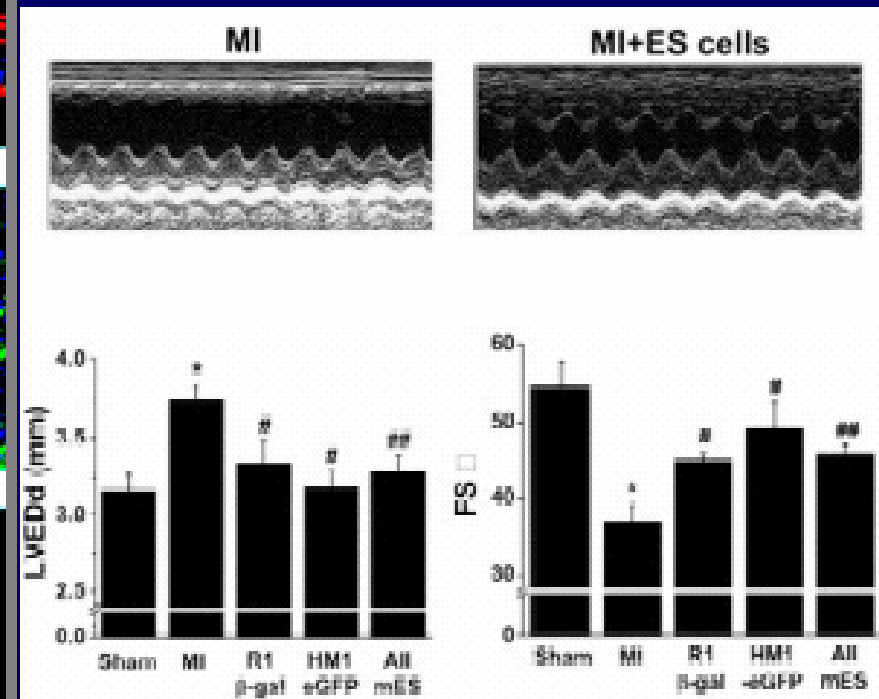 MI
MI+ES cells
4.0
*
3.5
#
#
##
3.0
2.5
0.0
LVEDd (mm)
Sham
MI
R1
β-gal
HM1
eGFP
All
mES
60
50
40
30
0
FS
*
#
#
##
Sham
MI
R1
β-gal
HM1
-eGFP
All
mES